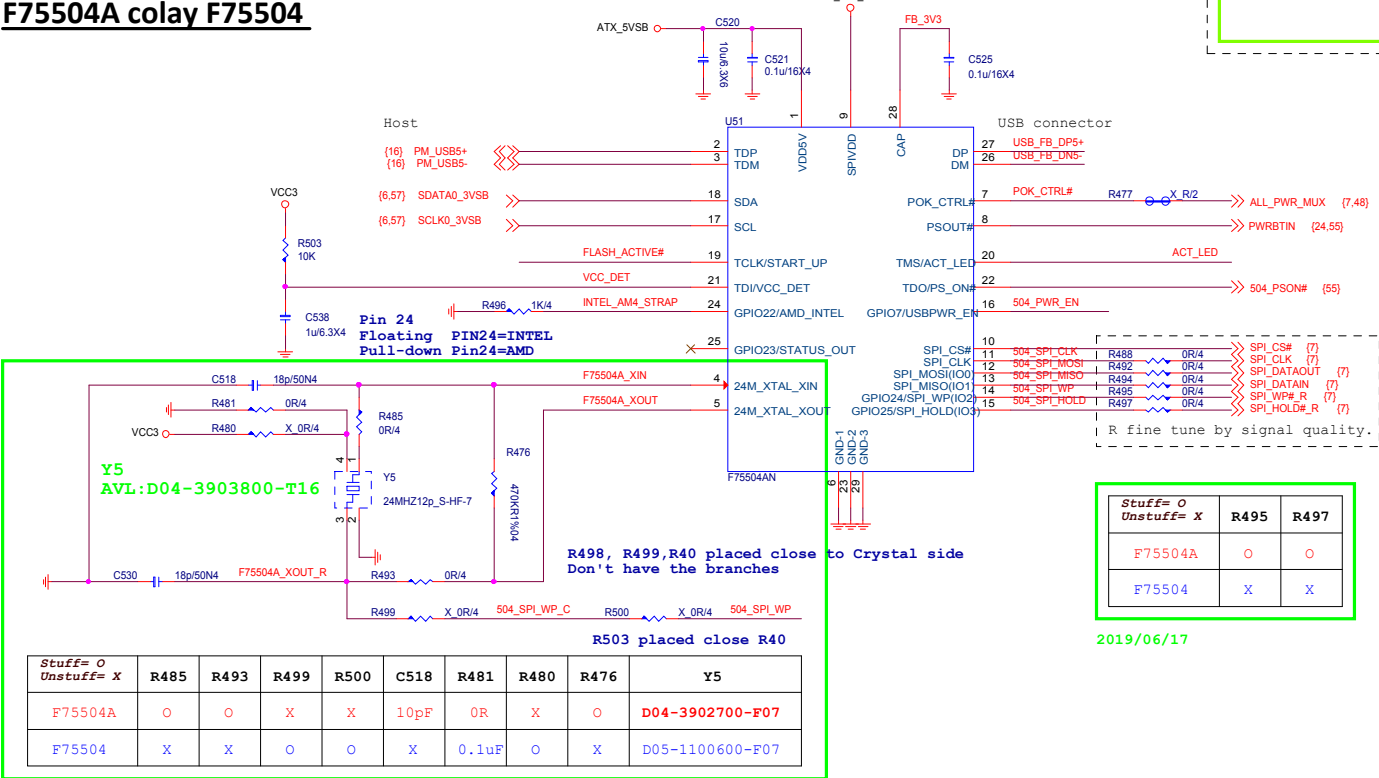 F75504A colay F75504
ATX_5VSB
C520
10u/6.3X6
C521
0.1u/16X4
FB_3V3
C525
0.1u/16X4
Host
USB connector
U51
1
9
28
VDD5V
SPIVDD
CAP
{16} PM_USB5+
2
TDP
{16} PM_USB5-
3
TDM
27
DP
USB_FB_DP5+
26
DM
USB_FB_DN5-
{6,57} SDATA0_3VSB
18
SDA
{6,57} SCLK0_3VSB
17
SCL
7
POK_CTRL#
POK_CTRL#
R477
X_R/2
ALL_PWR_MUX {7,48}
8
PSOUT#
PWRBTIN {24,55}
VCC3
R503
10K
FLASH_ACTIVE#
19
TCLK/START_UP
VCC_DET
21
TDI/VCC_DET
20
TMS/ACT_LED
ACT_LED
22
TDO/PS_ON#
504_PSON# {55}
R496
1K/4
INTEL_AM4_STRAP
24
GPIO22/AMD_INTEL
16
GPIO7/USBPWR_EN
504_PWR_EN
C538
1u/6.3X4
Pin 24
Floating PIN24=INTEL
Pull-down Pin24=AMD
25
GPIO23/STATUS_OUT
10
SPI_CS#
SPI_CS# {7}
11
SPI_CLK
504_SPI_CLK
R488
0R/4
SPI_CLK {7}
12
SPI_MOSI(IO0)
504_SPI_MOSI
R492
0R/4
SPI_DATAOUT {7}
13
SPI_MISO(IO1)
504_SPI_MISO
R494
0R/4
SPI_DATAIN {7}
14
GPIO24/SPI_WP(IO2)
504_SPI_WP
R495
0R/4
SPI_WP#_R {7}
15
GPIO25/SPI_HOLD(IO3)
504_SPI_HOLD
R497
0R/4
SPI_HOLD#_R {7}
R fine tune by signal quality.
C518
18p/50N4
F75504A_XIN
4
24M_XTAL_XIN
F75504A_XOUT
5
24M_XTAL_XOUT
R481
0R/4
R485
0R/4
VCC3
R480
X_0R/4
R476
470KR1%04
GND-1
GND-2
GND-3
6
23
29
F75504AN
Y5
AVL:D04-3903800-T16
4
1
Y5
24MHZ12p_S-HF-7
3
2
R498, R499,R40 placed close to Crystal side
Don't have the branches
C530
18p/50N4
F75504A_XOUT_R
R493
0R/4
R499
X_0R/4
504_SPI_WP_C
R500
X_0R/4
504_SPI_WP
R503 placed close R40
Stuff= O
Unstuff= X
R485 R493 R499 R500 C518 R481 R480 R476 Y5
F75504A O O X X 10pF 0R X O D04-3902700-F07
F75504 X X O O X 0.1uF O X D05-1100600-F07
Stuff= O
Unstuff= X
R495 R497
F75504A O O
F75504 X X
2019/06/17